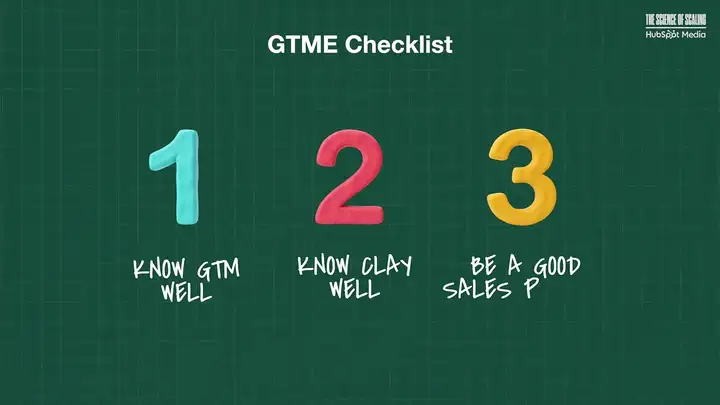 THE SCIENCE OF SCALING
HubSpot Media
GTME Checklist
1
2
3
KNOW GTM
WELL
KNOW CLAY
WELL
BE A GOOD
SALES P